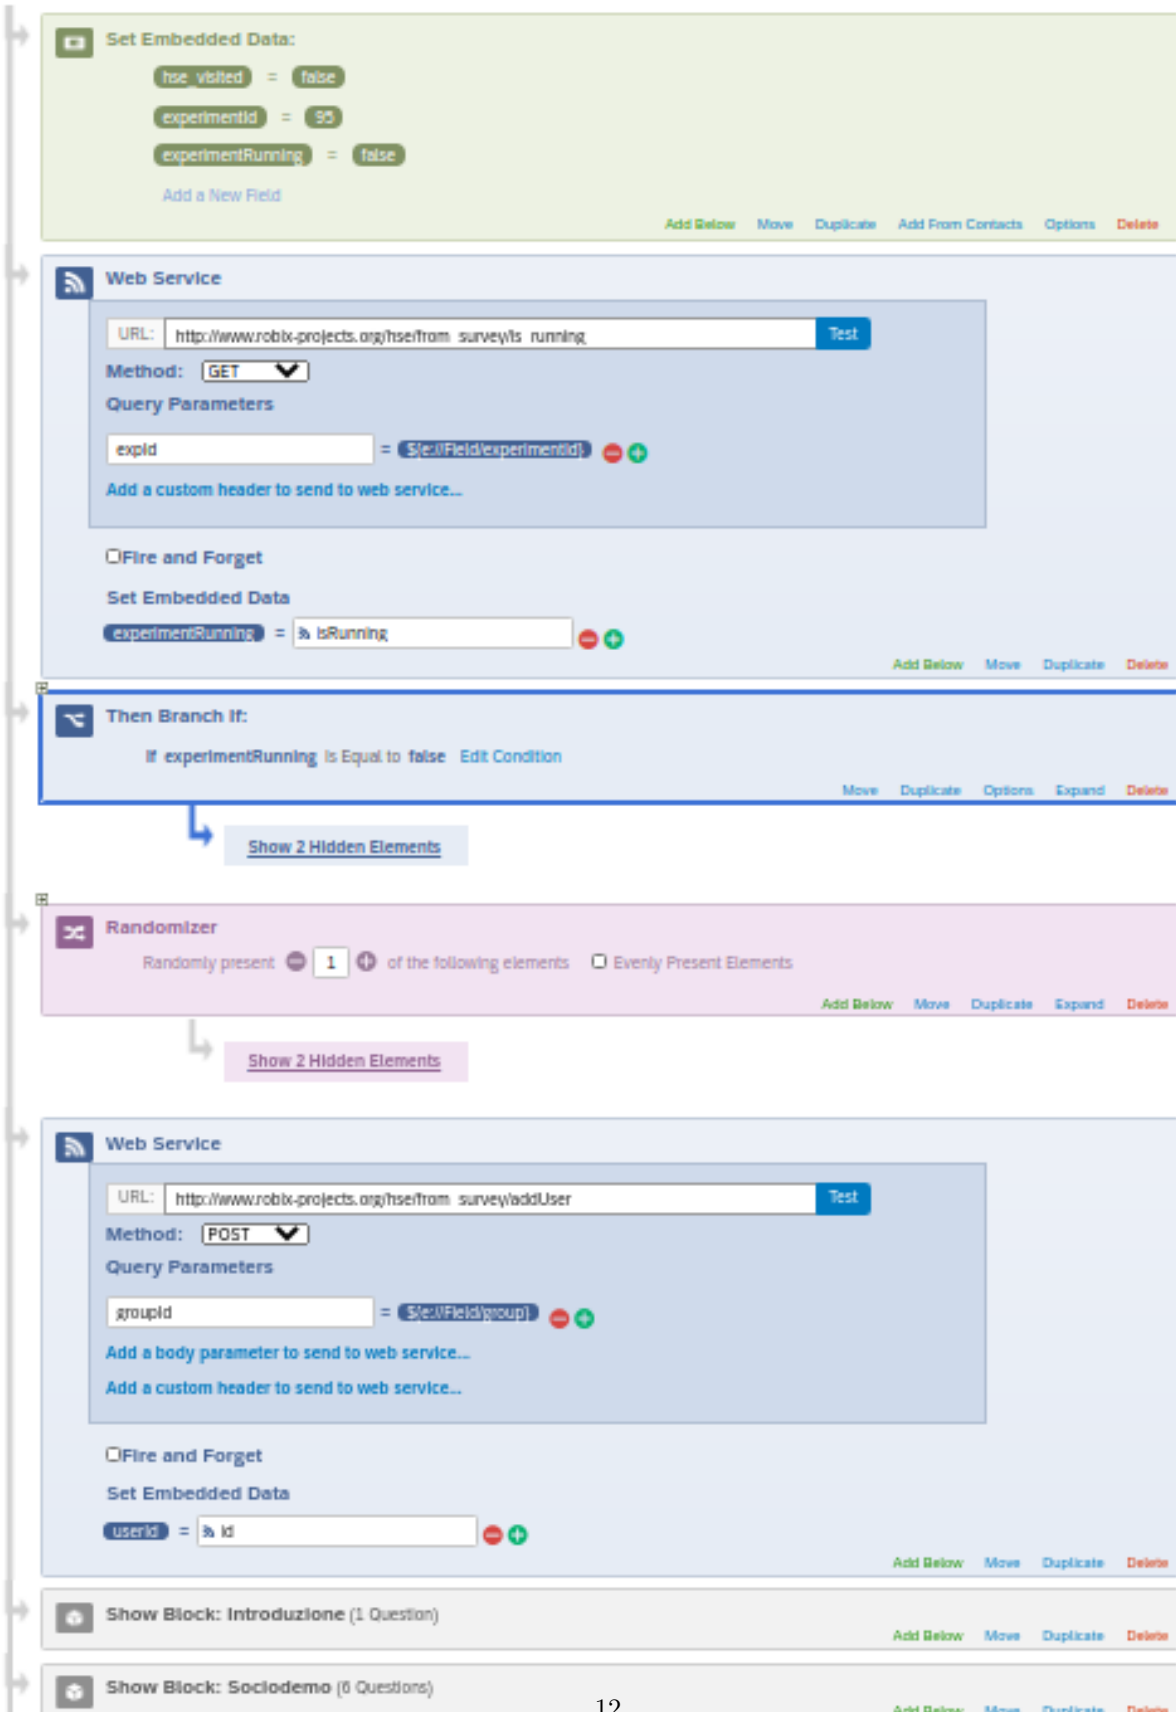 Set Embedded Data:
hse_visited = false
experimentId = 95
experimentRunning = false
Add a New Field
Add Below Move Duplicate Add From Contacts Options Delete
Web Service
URL: http://www.robix-projects.org/hse/from_survey/is_running Test
Method: GET
Query Parameters
expId = ${e://Field/experimentId}
Add a custom header to send to web service...
Fire and Forget
Set Embedded Data
experimentRunning = isRunning
Add Below Move Duplicate Delete
Then Branch If:
If experimentRunning Is Equal to false Edit Condition
Move Duplicate Options Expand Delete
Show 2 Hidden Elements
Randomizer
Randomly present 1 of the following elements Evenly Present Elements
Add Below Move Duplicate Expand Delete
Show 2 Hidden Elements
Web Service
URL: http://www.robix-projects.org/hse/from_survey/addUser Test
Method: POST
Query Parameters
groupId = ${e://Field/group}
Add a body parameter to send to web service...
Add a custom header to send to web service...
Fire and Forget
Set Embedded Data
userId = id
Add Below Move Duplicate Delete
Show Block: Introduzione (1 Question)
Add Below Move Duplicate Delete
Show Block: Sociodemo (6 Questions)
Add Below Move Duplicate Delete
12